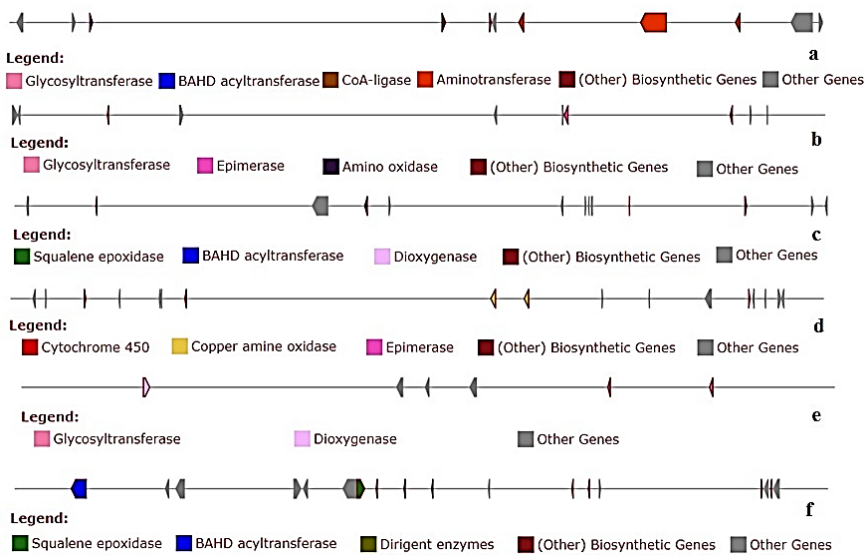 a
Legend:
Glycosyltransferase BAHD acyltransferase CoA-ligase Aminotransferase (Other) Biosynthetic Genes Other Genes
b
Legend:
Glycosyltransferase Epimerase Amino oxidase (Other) Biosynthetic Genes Other Genes
c
Legend:
Squalene epoxidase BAHD acyltransferase Dioxygenase (Other) Biosynthetic Genes Other Genes
d
Legend:
Cytochrome 450 Copper amine oxidase Epimerase (Other) Biosynthetic Genes Other Genes
e
Legend:
Glycosyltransferase Dioxygenase Other Genes
f
Legend:
Squalene epoxidase BAHD acyltransferase Dirigent enzymes (Other) Biosynthetic Genes Other Genes